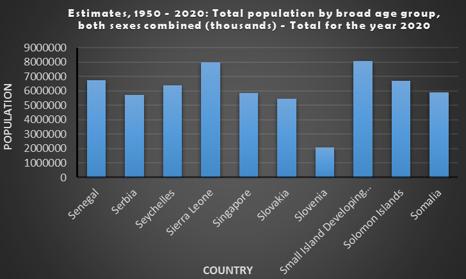 Estimates, 1950 - 2020: Total population by broad age group,
both sexes combined (thousands) - Total for the year 2020
POPULATION
9000000
8000000
7000000
6000000
5000000
4000000
3000000
2000000
1000000
0
Senegal
Serbia
Seychelles
Sierra Leone
Singapore
Slovakia
Slovenia
Small Island Developing...
Solomon Islands
Somalia
COUNTRY